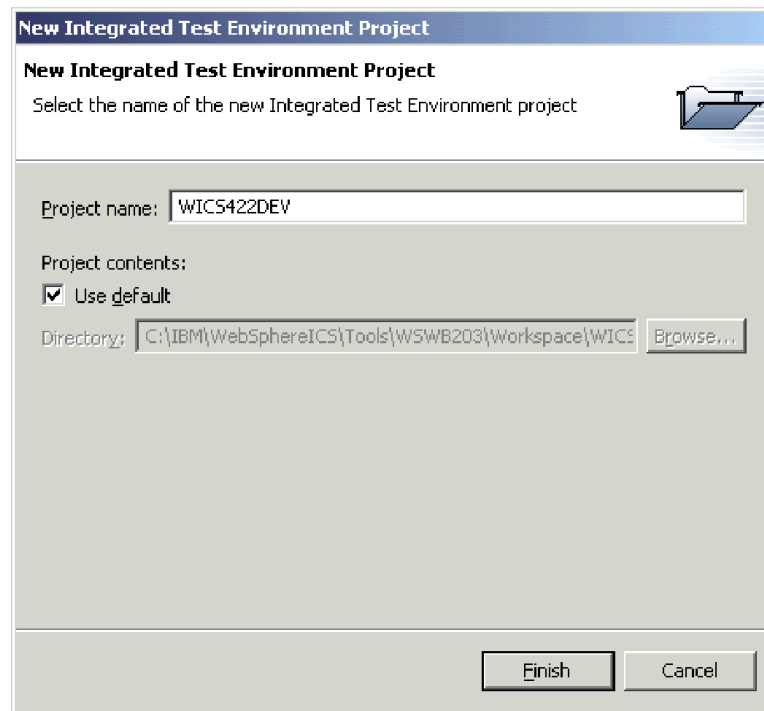 New Integrated Test Environment Project
New Integrated Test Environment Project
Select the name of the new Integrated Test Environment project
Project name: WICS422DEV
Project contents:
Use default
Directory: C:\IBM\WebSphereICS\Tools\WSWB203\Workspace\WICS Browse...
Finish Cancel